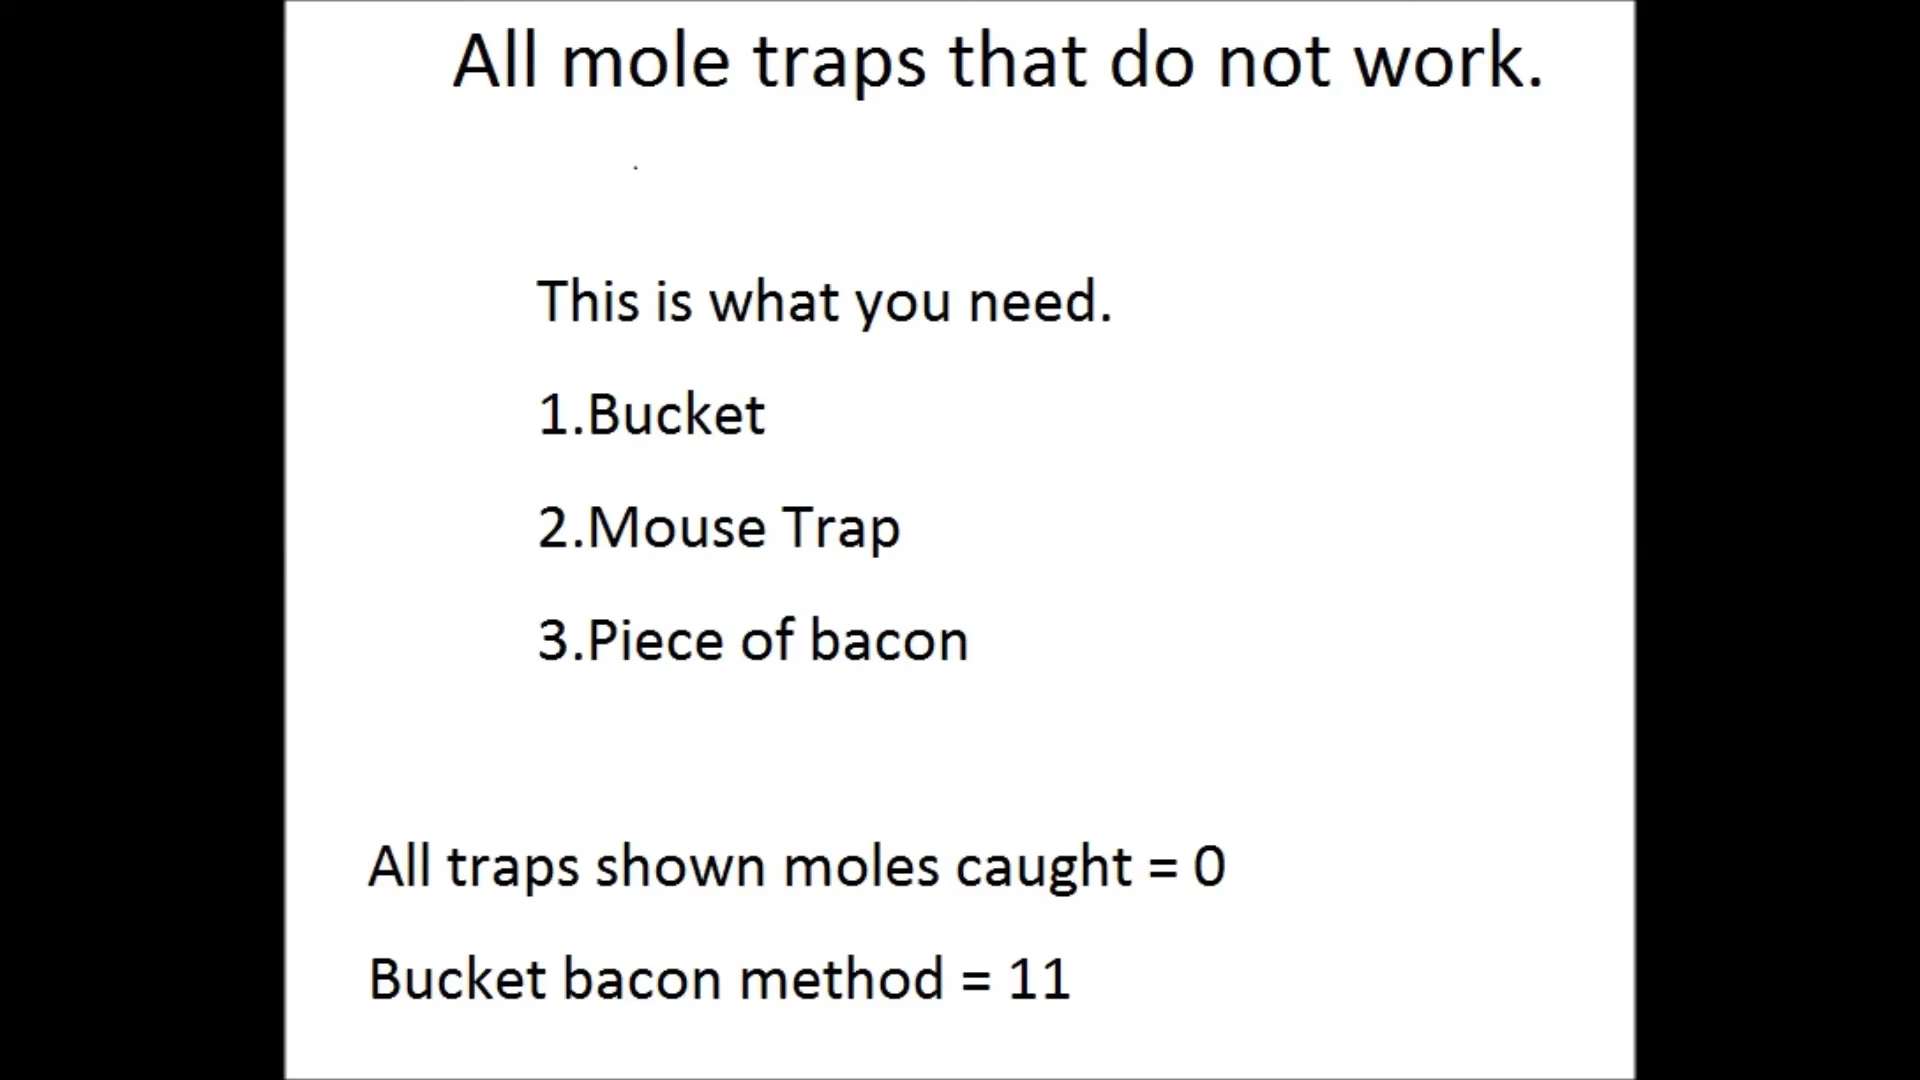 All mole traps that do not work.
This is what you need.
1.Bucket
2.Mouse Trap
3.Piece of bacon
All traps shown moles caught = 0
Bucket bacon method = 11